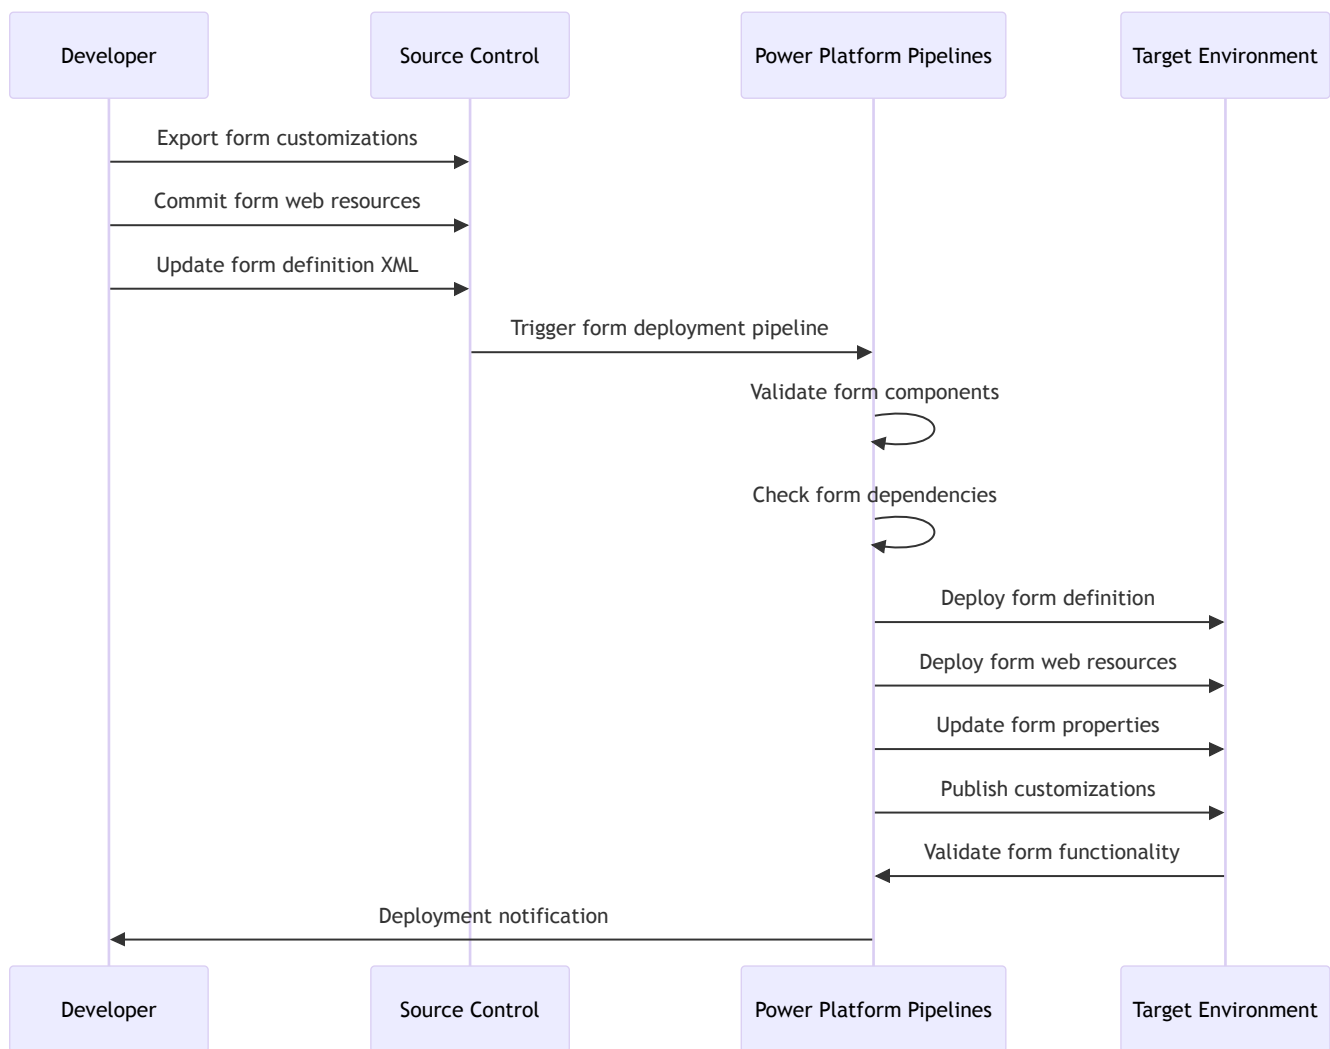 Developer
Source Control
Power Platform Pipelines
Target Environment
Export form customizations
Commit form web resources
Update form definition XML
Trigger form deployment pipeline
Validate form components
Check form dependencies
Deploy form definition
Deploy form web resources
Update form properties
Publish customizations
Validate form functionality
Deployment notification
Developer
Source Control
Power Platform Pipelines
Target Environment